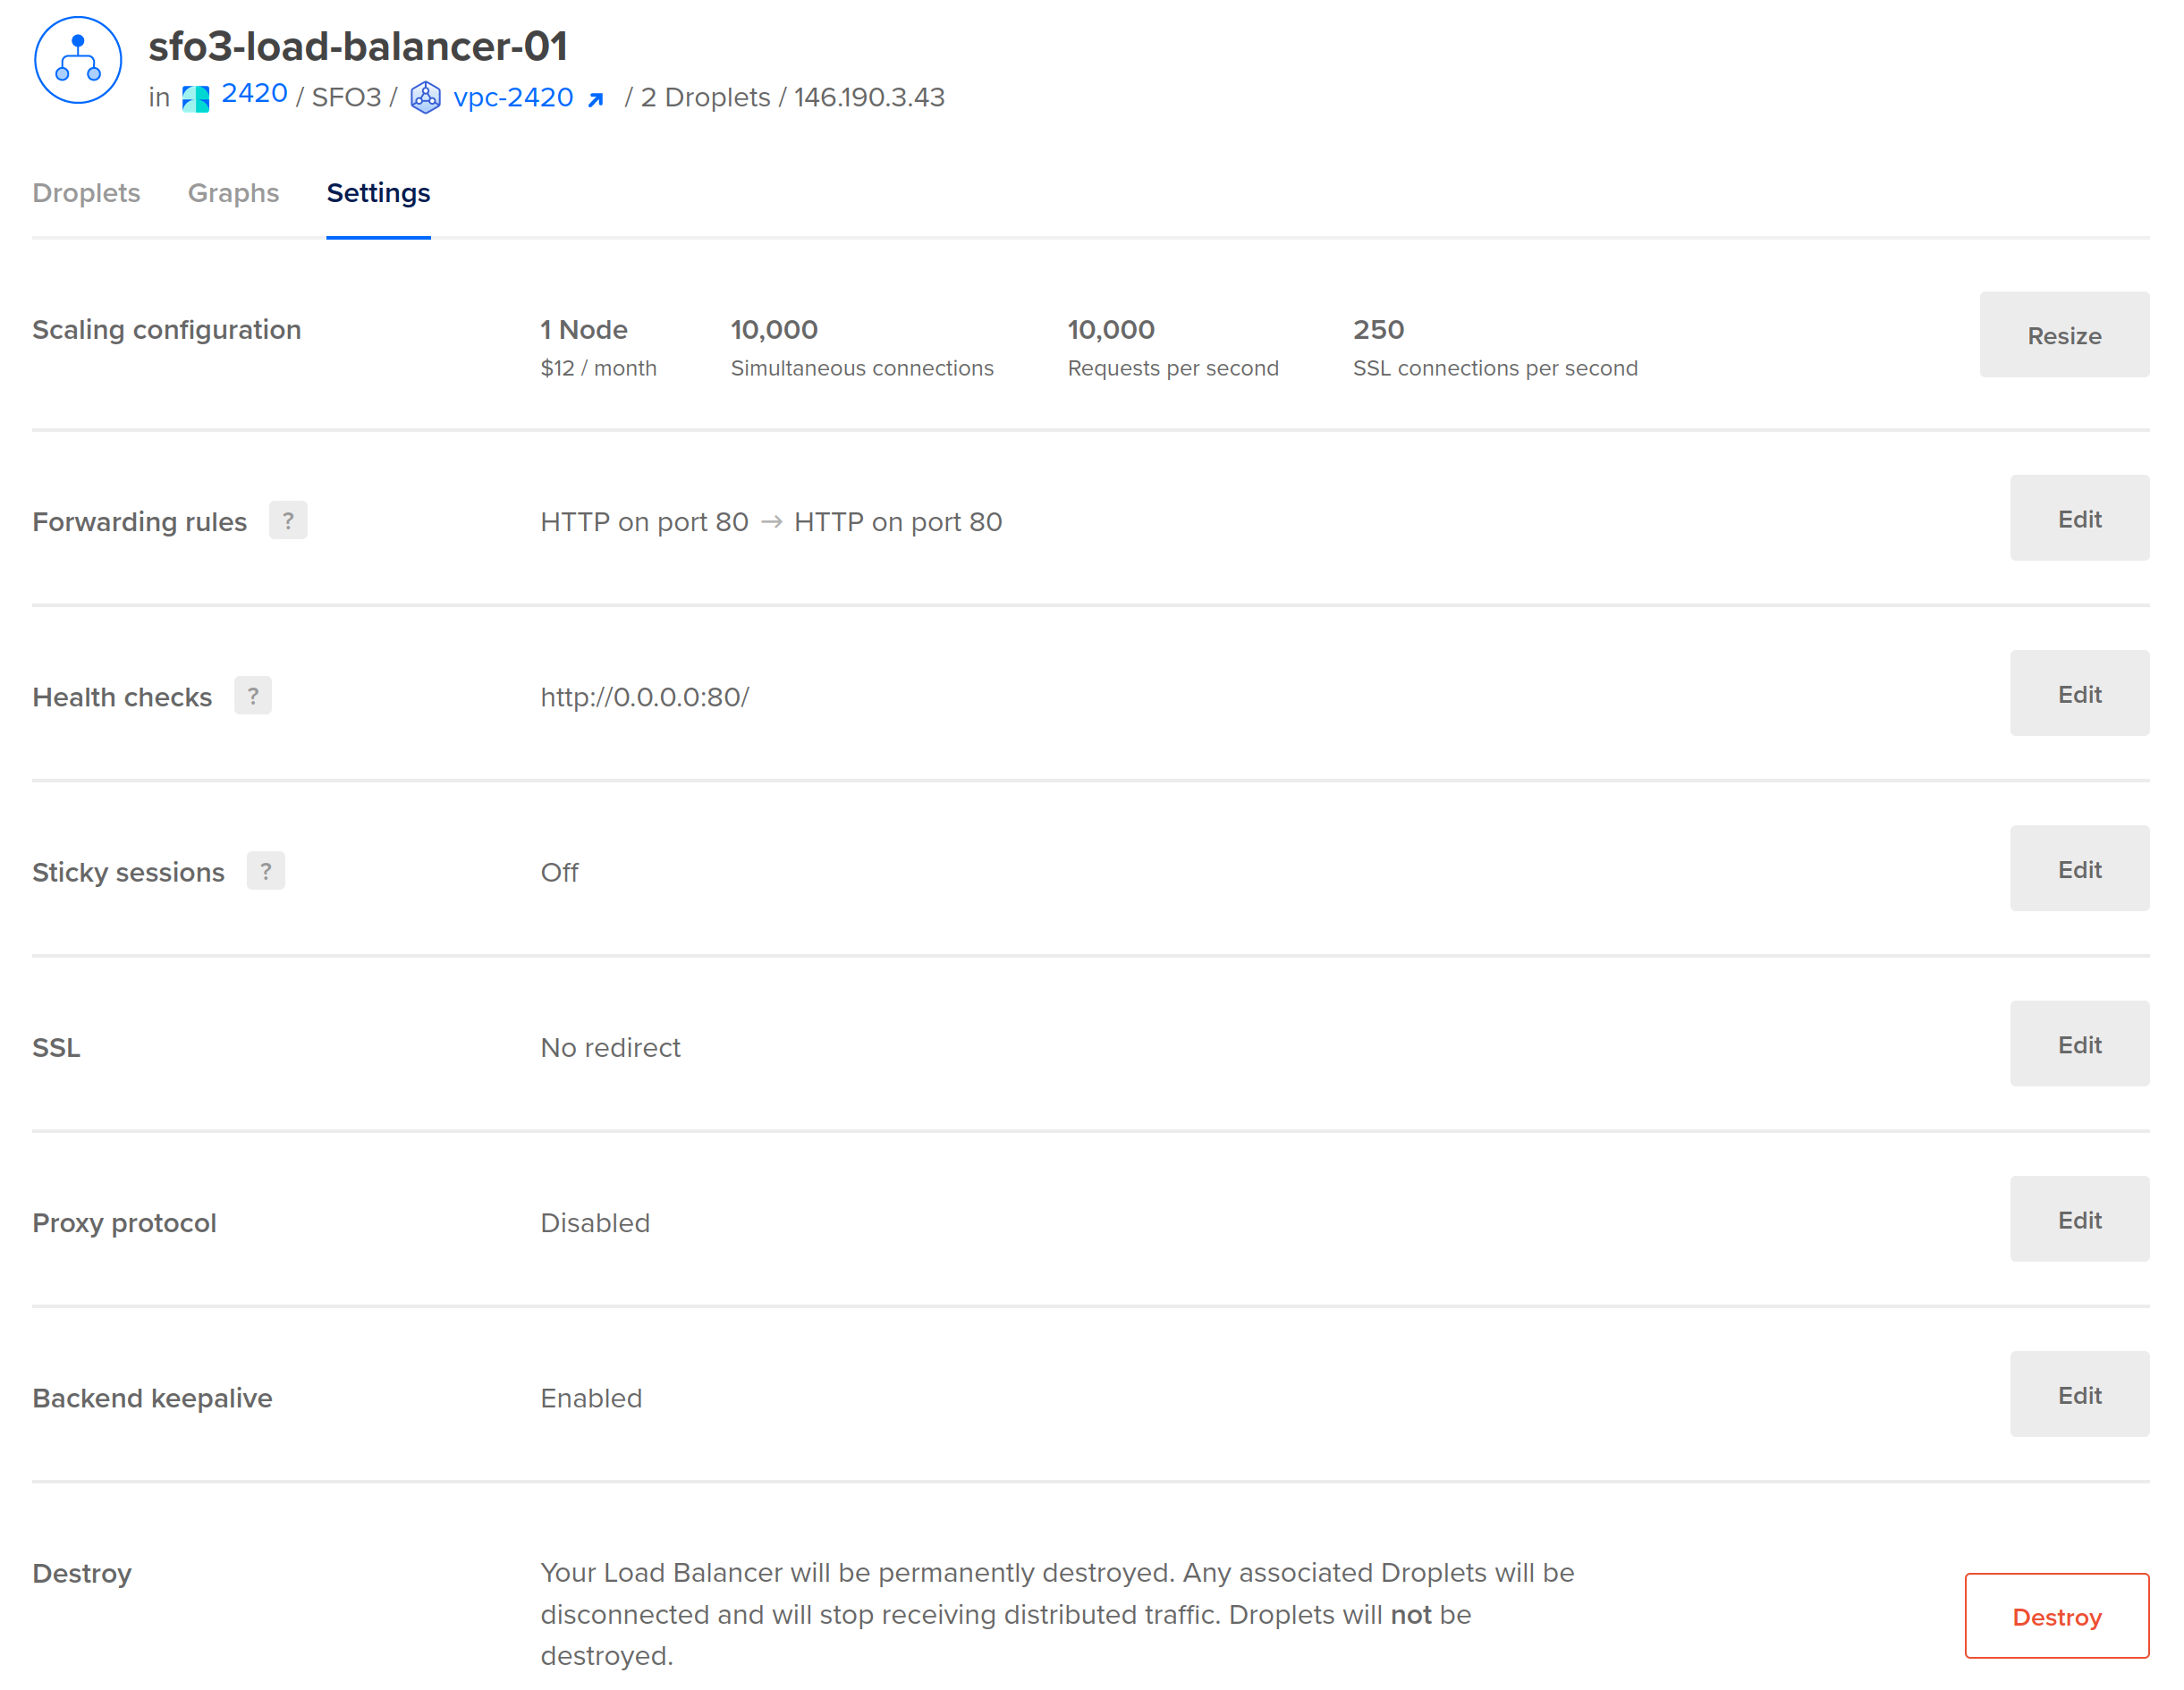 sfo3-load-balancer-01
in 2420 / SFO3 / vpc-2420 / 2 Droplets / 146.190.3.43
Droplets Graphs Settings
Scaling configuration 1 Node 10,000 10,000 250 Resize
$12 / month Simultaneous connections Requests per second SSL connections per second
Forwarding rules ? HTTP on port 80 → HTTP on port 80 Edit
Health checks ? http://0.0.0.0:80/ Edit
Sticky sessions ? Off Edit
SSL No redirect Edit
Proxy protocol Disabled Edit
Backend keepalive Enabled Edit
Destroy Your Load Balancer will be permanently destroyed. Any associated Droplets will be
disconnected and will stop receiving distributed traffic. Droplets will not be Destroy
destroyed.